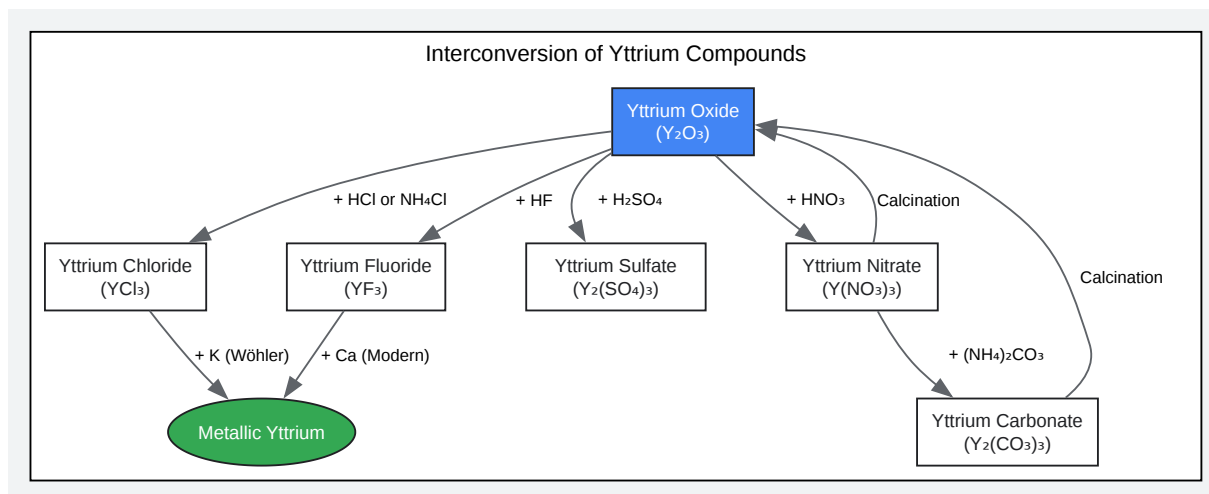 Interconversion of Yttrium Compounds
Yttrium Oxide
(Y₂O₃)
+ HCl or NH₄Cl
+ HF
+ H₂SO₄
+ HNO₃
Calcination
Yttrium Chloride
(YCl₃)
Yttrium Fluoride
(YF₃)
Yttrium Sulfate
(Y₂(SO₄)₃)
Yttrium Nitrate
(Y(NO₃)₃)
Calcination
+ K (Wöhler)
+ Ca (Modern)
+ (NH₄)₂CO₃
Metallic Yttrium
Yttrium Carbonate
(Y₂(CO₃)₃)